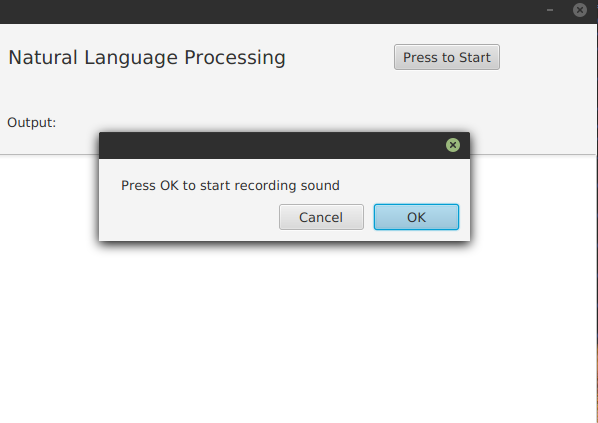 Natural Language Processing
Press to Start
Output:
Press OK to start recording sound
Cancel
OK